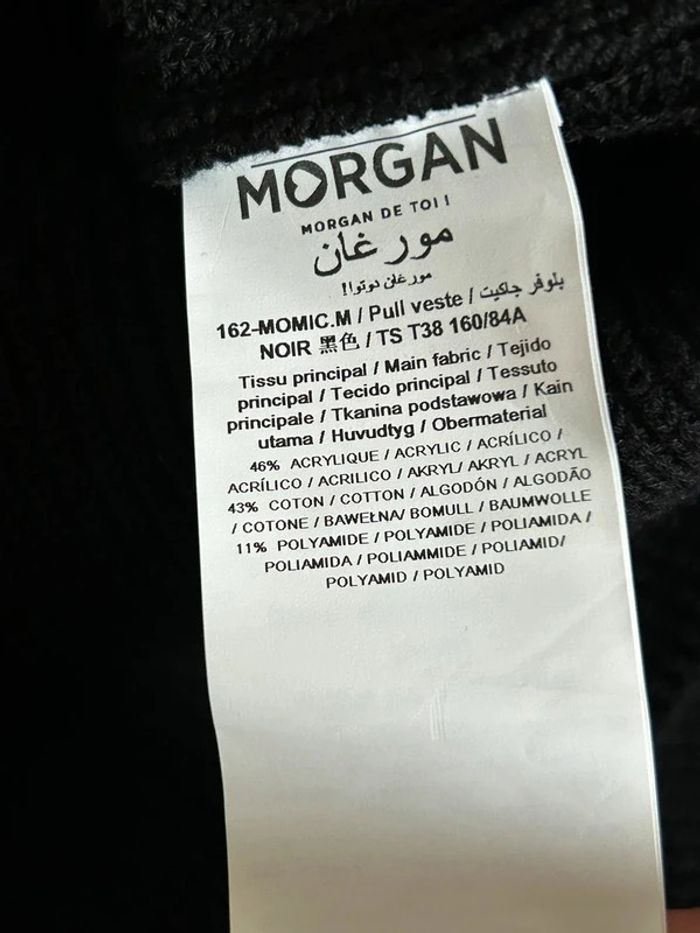 MORGAN
MORGAN DE TOI !
مورغان
مورغان دوتوا!
162-MOMIC.M / Pull veste / بلوفر جاكيت
NOIR 黑色 / TS T38 160/84A
Tissu principal / Main fabric / Tejido
principal / Tecido principal / Tessuto
principale / Tkanina podstawowa / Kain
utama / Huvudtyg / Obermaterial
46% ACRYLIQUE / ACRYLIC / ACRÍLICO /
ACRÍLICO / ACRILICO / AKRYL/ AKRYL / ACRYL
43% COTON / COTTON / ALGODÓN / ALGODÃO
/ COTONE / BAWEŁNA/ BOMULL / BAUMWOLLE
11% POLYAMIDE / POLYAMIDE / POLIAMIDA /
POLIAMIDA / POLIAMMIDE / POLIAMID/
POLYAMID / POLYAMID